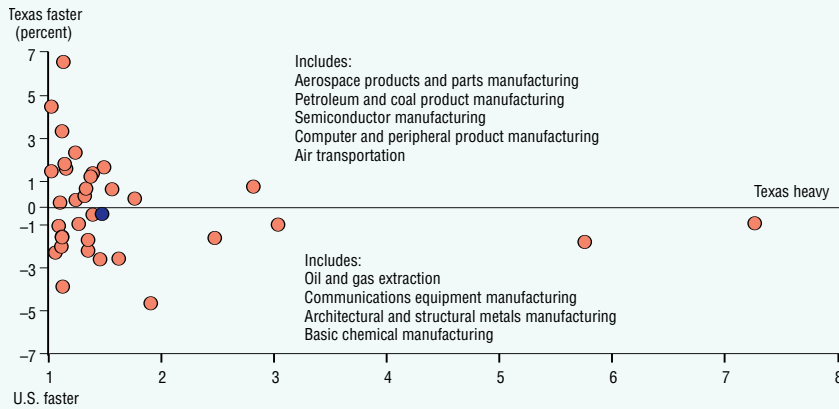 Texas faster
(percent)
7
5
3
1
0
–1
–3
–5
–7
Includes:
Aerospace products and parts manufacturing
Petroleum and coal product manufacturing
Semiconductor manufacturing
Computer and peripheral product manufacturing
Air transportation
Texas heavy
Includes:
Oil and gas extraction
Communications equipment manufacturing
Architectural and structural metals manufacturing
Basic chemical manufacturing
1 2 3 4 5 6 7 8
U.S. faster